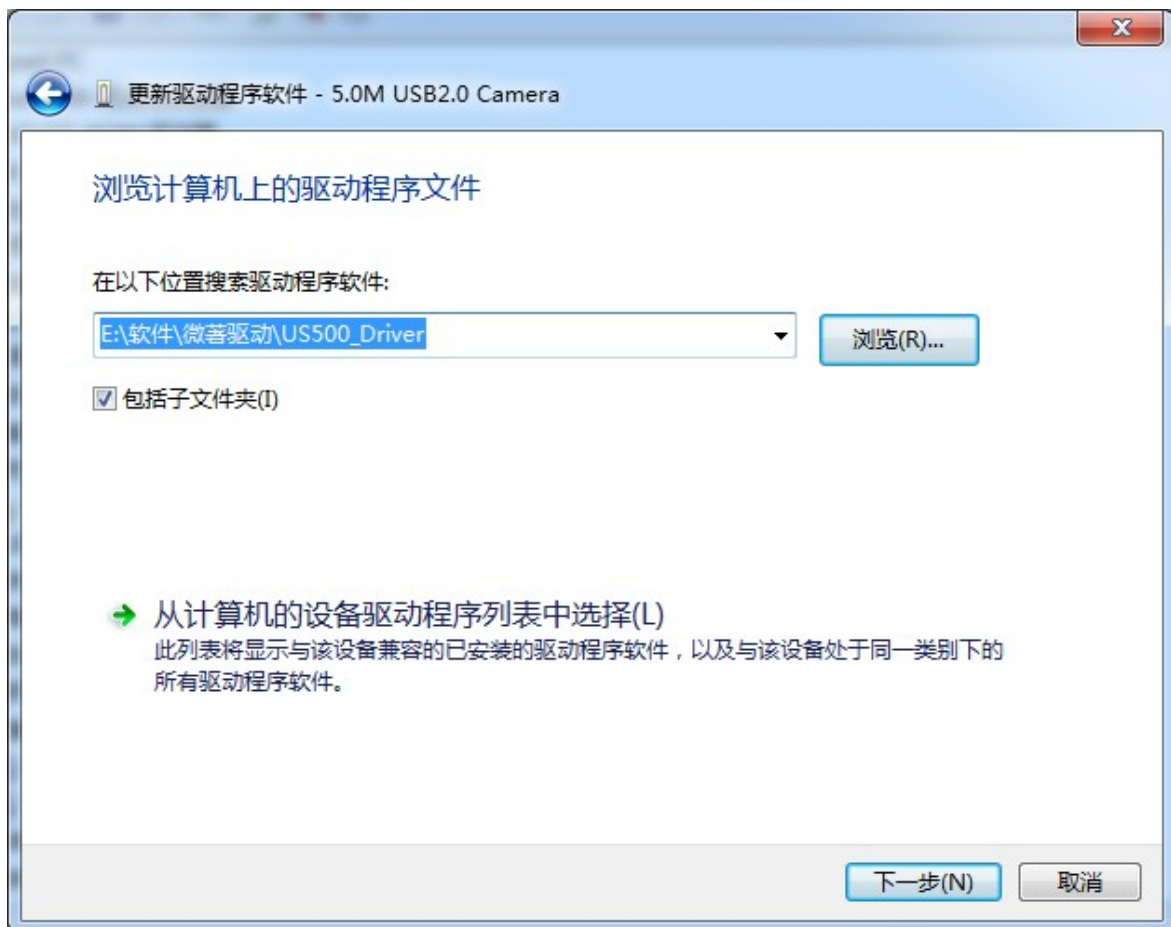 更新驱动程序软件 - 5.0M USB2.0 Camera
浏览计算机上的驱动程序文件
在以下位置搜索驱动程序软件:
E:\软件\微著驱动\US500_Driver
浏览(R)...
包括子文件夹(I)
从计算机的设备驱动程序列表中选择(L)
此列表将显示与该设备兼容的已安装的驱动程序软件，以及与该设备处于同一类别下的
所有驱动程序软件。
下一步(N)
取消